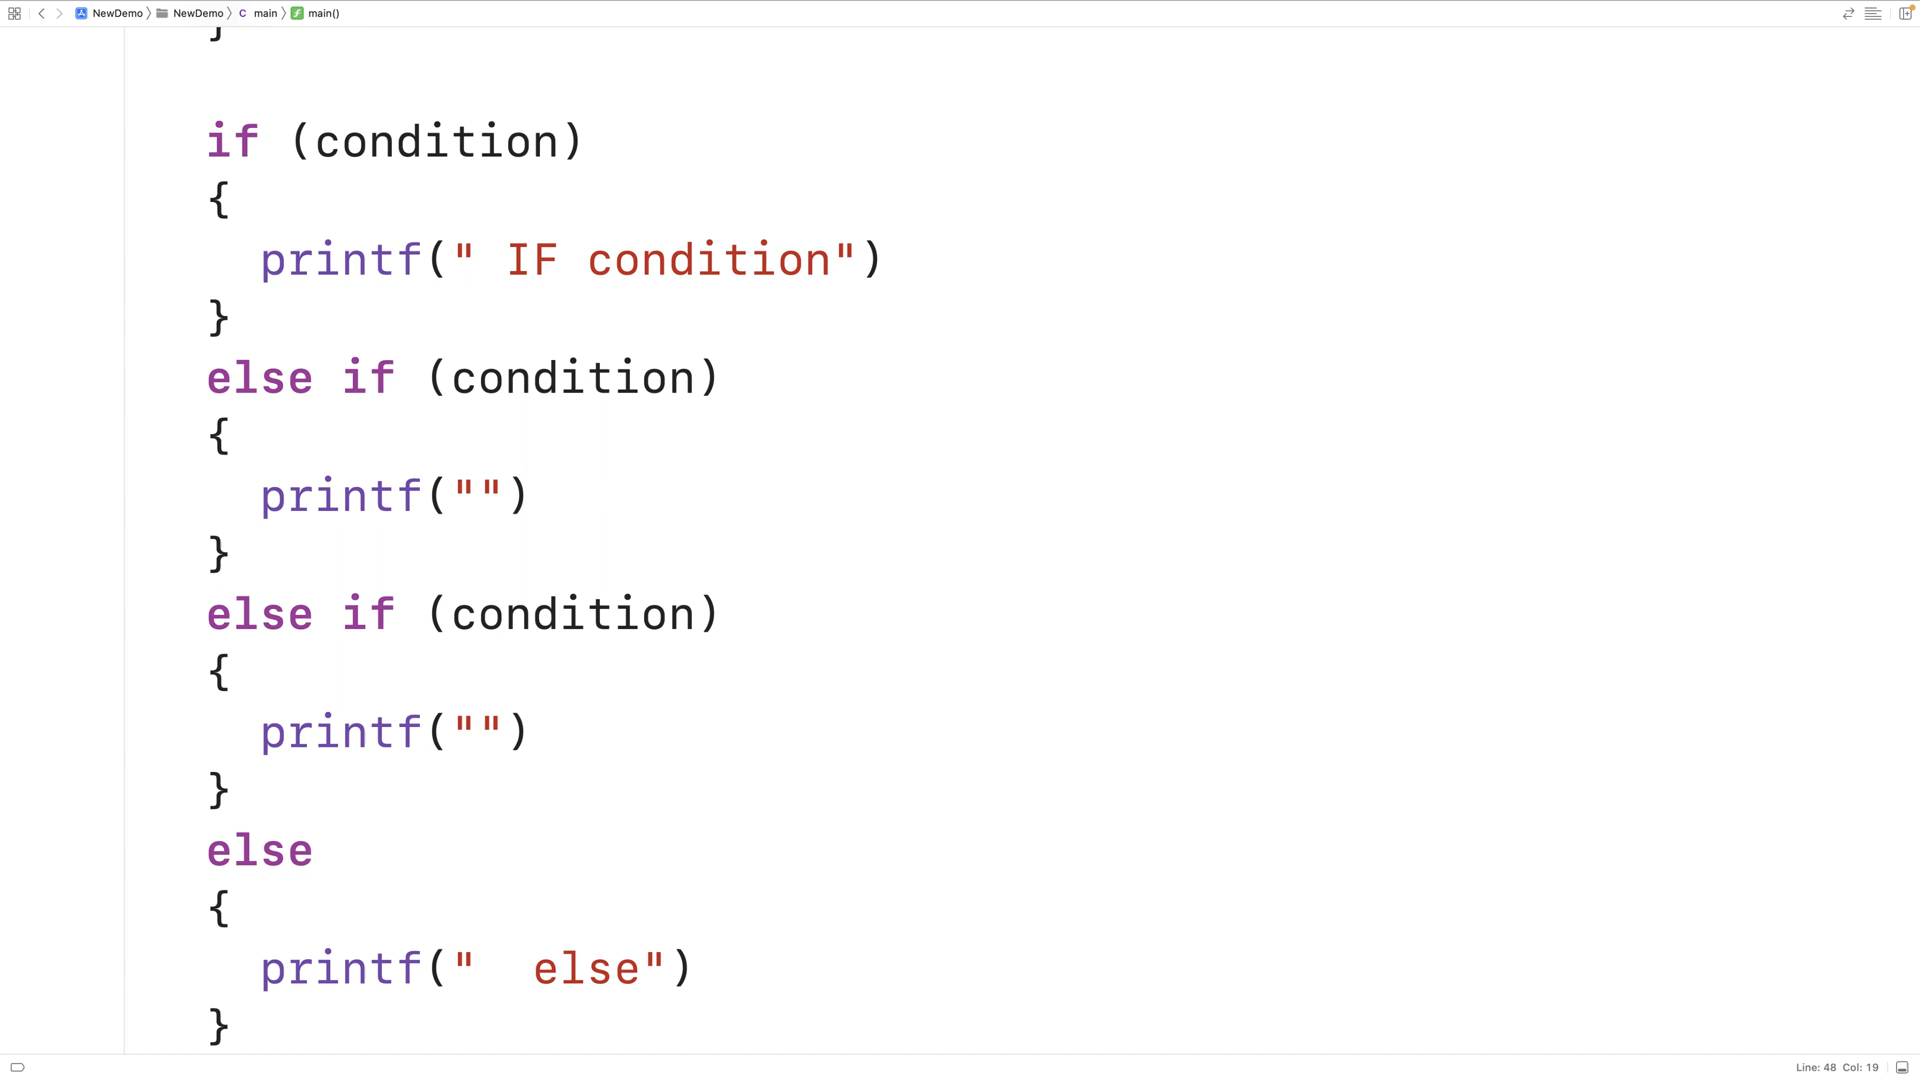 NewDemo 〉 NewDemo 〉 C main 〉 f main()
}
if (condition)
{
printf(" IF condition")
}
else if (condition)
{
printf("")
}
else if (condition)
{
printf("")
}
else
{
printf("  else")
}
Line: 48 Col: 19